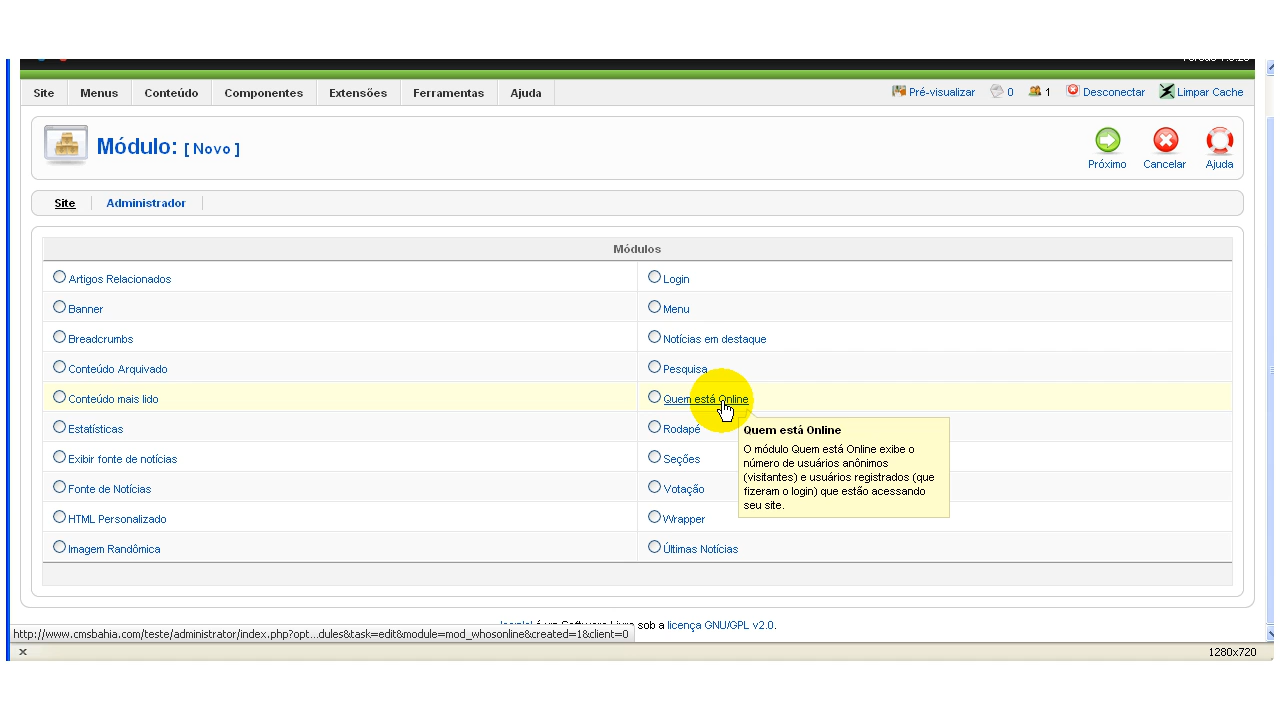 Site Menus Conteúdo Componentes Extensões Ferramentas Ajuda Pré-visualizar 0 1 Desconectar Limpar Cache
Módulo: [ Novo ]
Próximo Cancelar Ajuda
Site Administrador
Módulos
Artigos Relacionados Login
Banner Menu
Breadcrumbs Notícias em destaque
Conteúdo Arquivado Pesquisa
Conteúdo mais lido Quem está Online
Estatísticas Rodapé
Quem está Online
O módulo Quem está Online exibe o
número de usuários anônimos
(visitantes) e usuários registrados (que
fizeram o login) que estão acessando
seu site.
Exibir fonte de notícias Seções
Fonte de Notícias Votação
HTML Personalizado Wrapper
Imagem Randômica Últimas Notícias
sob a licença GNU/GPL v2.0.
http://www.cmsbahia.com/teste/administrator/index.php?opt...dules&task=edit&module=mod_whosonline&created=1&client=0
1280x720